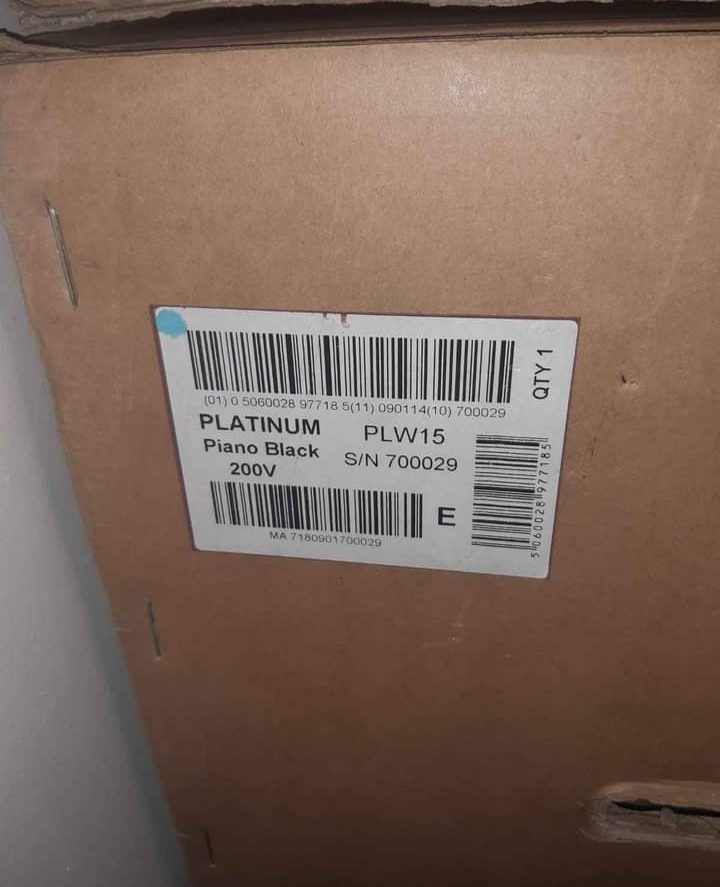 (01) 0 5060028 97718 5(11) 090114(10) 700029
QTY 1
PLATINUM
PLW15
Piano Black
S/N 700029
200V
E
MA 7180901700029
5 060028 977185